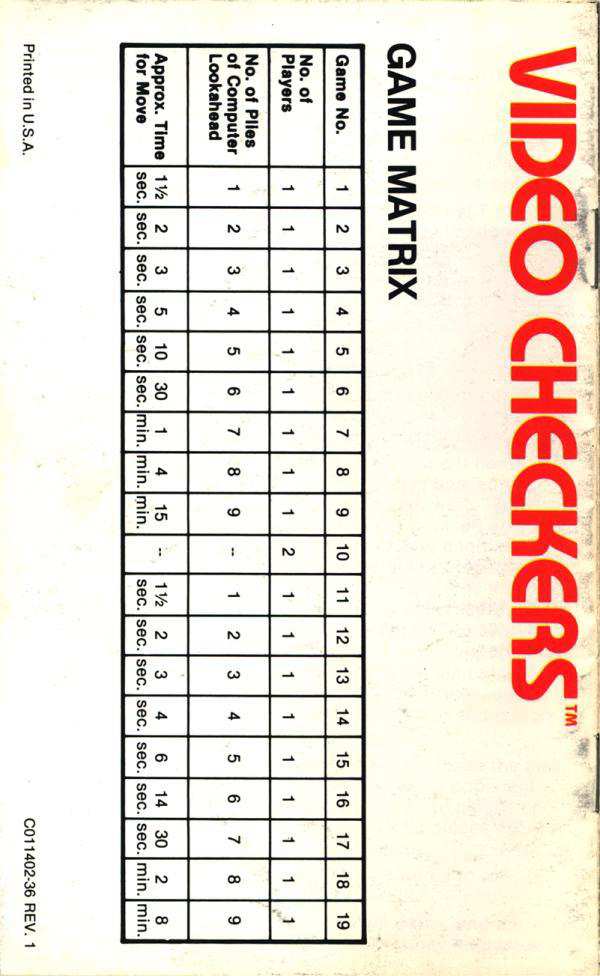 VIDEO CHECKERS™
GAME MATRIX
Game No. 1 2 3 4 5 6 7 8 9 10 11 12 13 14 15 16 17 18 19
No. of
Players 1 1 1 1 1 1 1 1 1 2 1 1 1 1 1 1 1 1 1
No. of Plies
of Computer 1 2 3 4 5 6 7 8 9 -- 1 2 3 4 5 6 7 8 9
Lookahead
Approx. Time 1½ 2 3 5 10 30 1 4 15 -- 1½ 2 3 4 6 14 30 2 8
for Move sec. sec. sec. sec. sec. sec. min. min. min. sec. sec. sec. sec. sec. sec. sec. min. min.
Printed in U.S.A. C011402-36 REV. 1